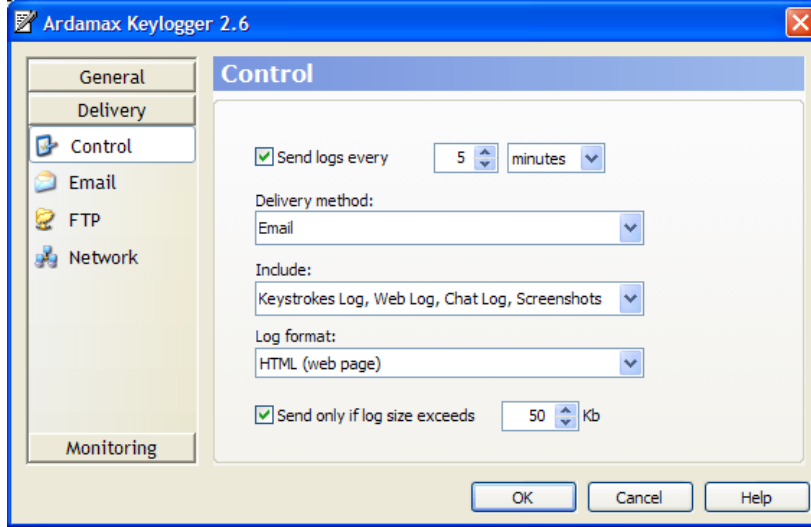 Ardamax Keylogger 2.6
General
Delivery
Control
Email
FTP
Network
Monitoring
Control
Send logs every 5 minutes
Delivery method:
Email
Include:
Keystrokes Log, Web Log, Chat Log, Screenshots
Log format:
HTML (web page)
Send only if log size exceeds 50 Kb
OK Cancel Help